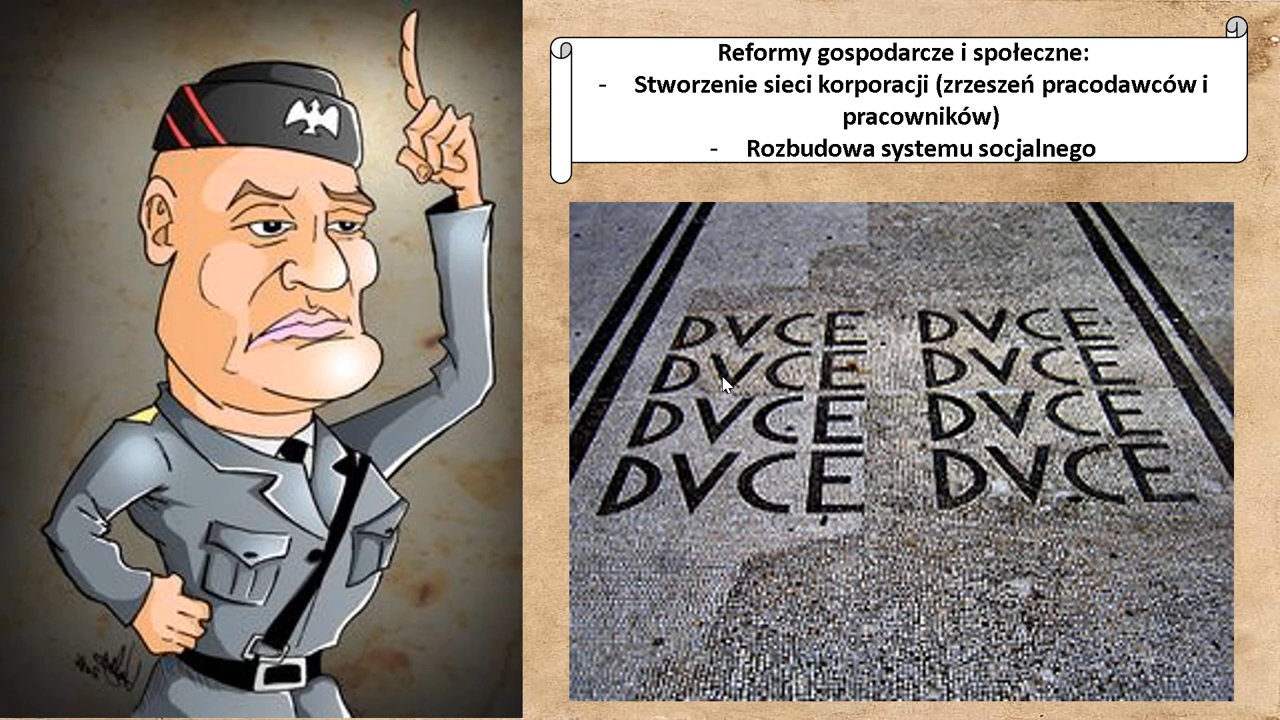 Reformy gospodarcze i społeczne:
- Stworzenie sieci korporacji (zrzeszeń pracodawców i
pracowników)
- Rozbudowa systemu socjalnego
DVCE DVCE
DVCE DVCE
DVCE DVCE
DVCE DVCE